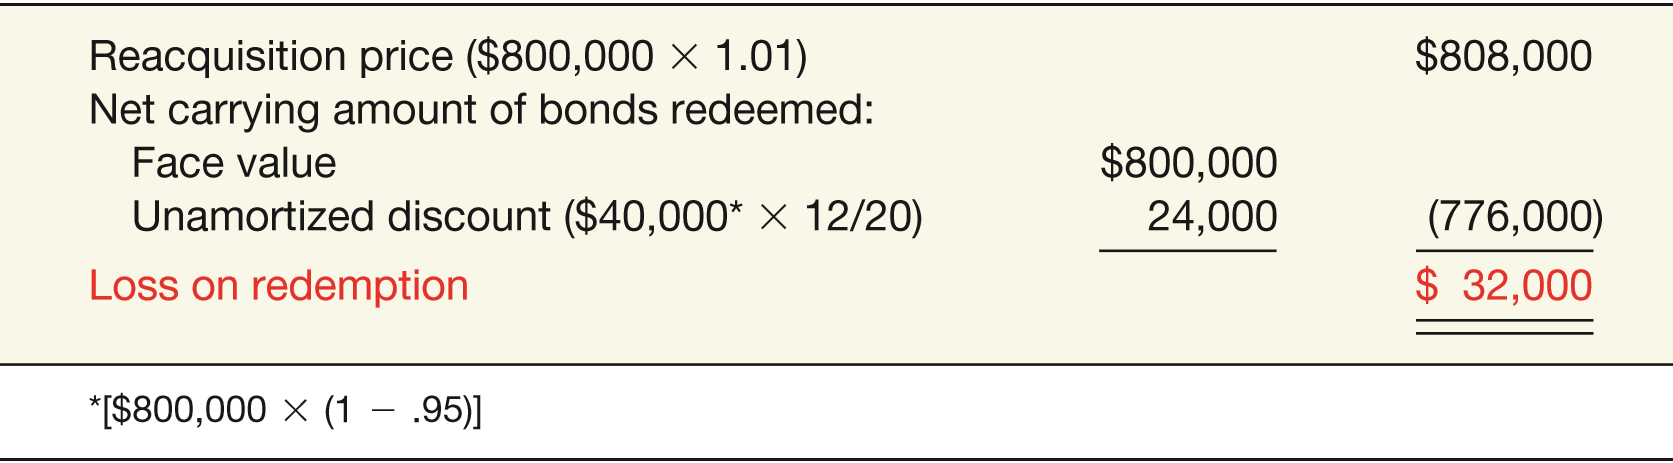 Reacquisition price ($800,000 × 1.01) $808,000
Net carrying amount of bonds redeemed:
Face value $800,000
Unamortized discount ($40,000* × 12/20) 24,000 (776,000)
Loss on redemption $ 32,000
*[$800,000 × (1 − .95)]